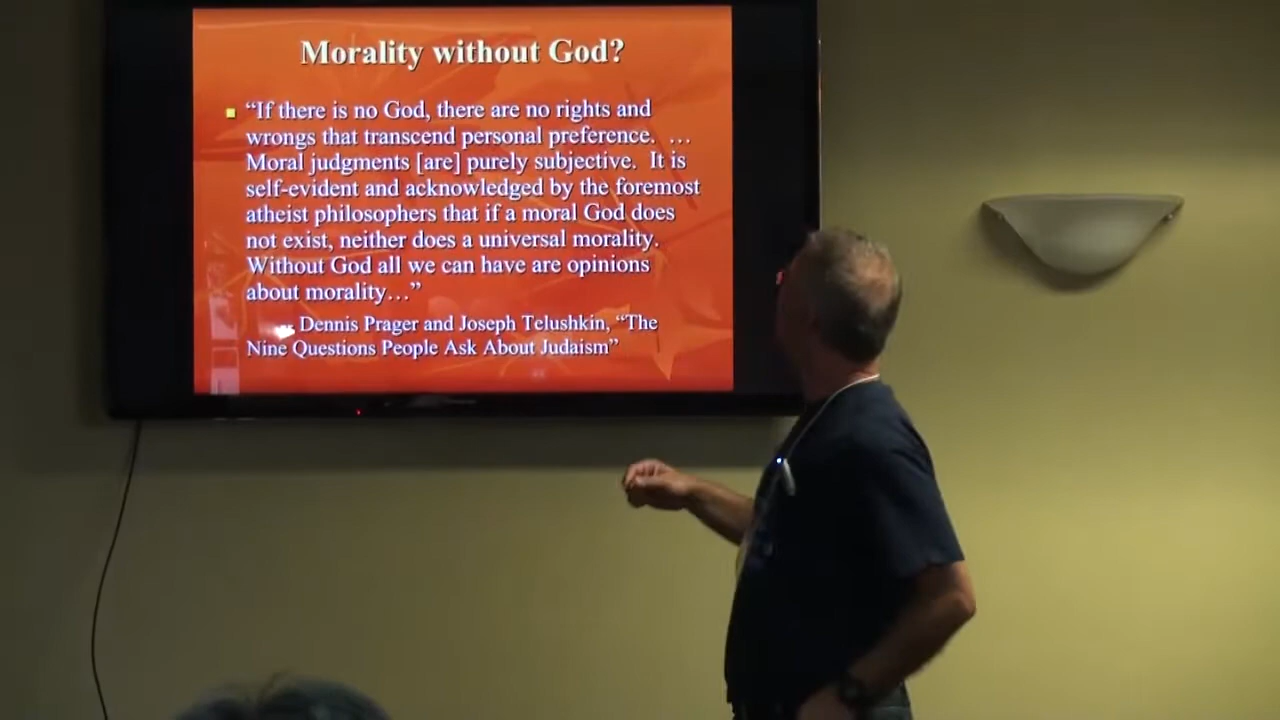 Morality without God?
“If there is no God, there are no rights and
wrongs that transcend personal preference. …
Moral judgments [are] purely subjective. It is
self-evident and acknowledged by the foremost
atheist philosophers that if a moral God does
not exist, neither does a universal morality.
Without God all we can have are opinions
about morality…”
-- Dennis Prager and Joseph Telushkin, “The
Nine Questions People Ask About Judaism”